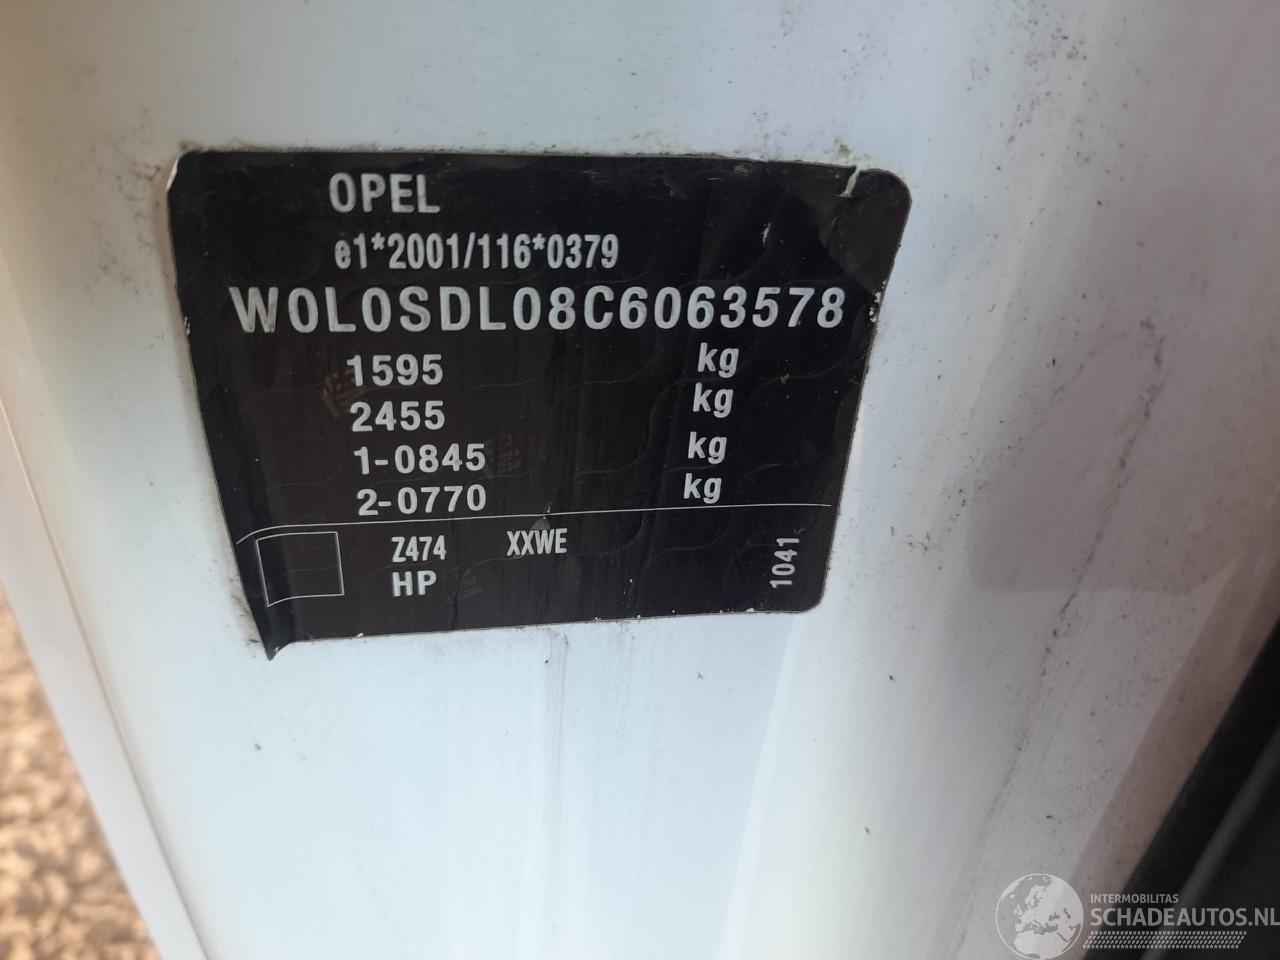 OPEL
e1*2001/116*0379
W0L0SDL08C6063578
1595 kg
2455 kg
1-0845 kg
2-0770 kg
Z474 XXWE
HP
1041
INTERMOBILITAS
SCHADEAUTOS.NL